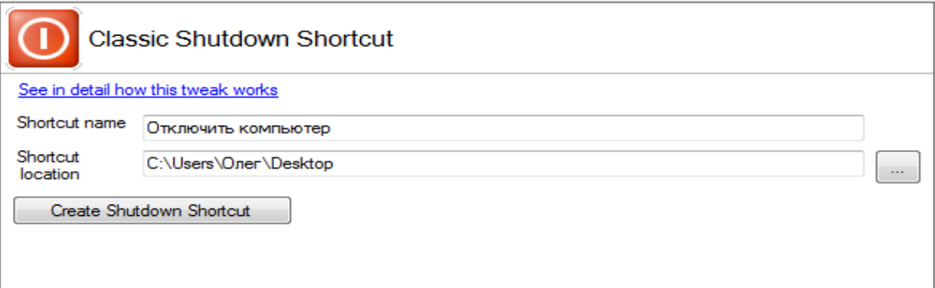 Classic Shutdown Shortcut
See in detail how this tweak works
Shortcut name Отключить компьютер
Shortcut location C:\Users\Олег\Desktop ...
Create Shutdown Shortcut